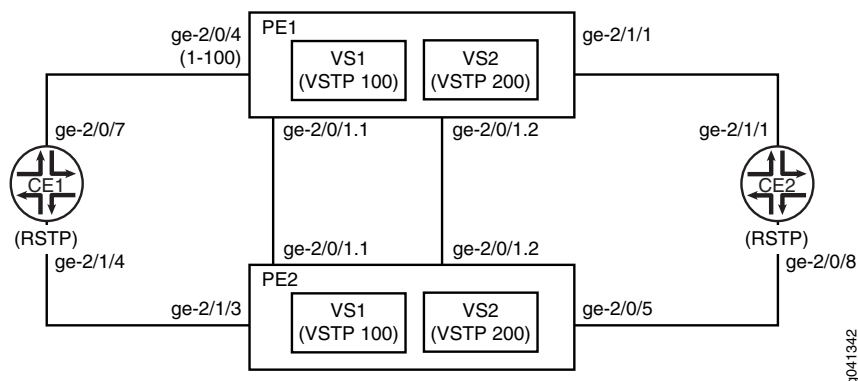 PE1
ge-2/0/4
(1-100)
VS1
(VSTP 100)
VS2
(VSTP 200)
ge-2/1/1
ge-2/0/7
ge-2/0/1.1
ge-2/0/1.2
ge-2/1/1
CE1
CE2
(RSTP)
(RSTP)
ge-2/1/4
ge-2/0/1.1
ge-2/0/1.2
ge-2/0/8
PE2
ge-2/1/3
VS1
(VSTP 100)
VS2
(VSTP 200)
ge-2/0/5
g041342